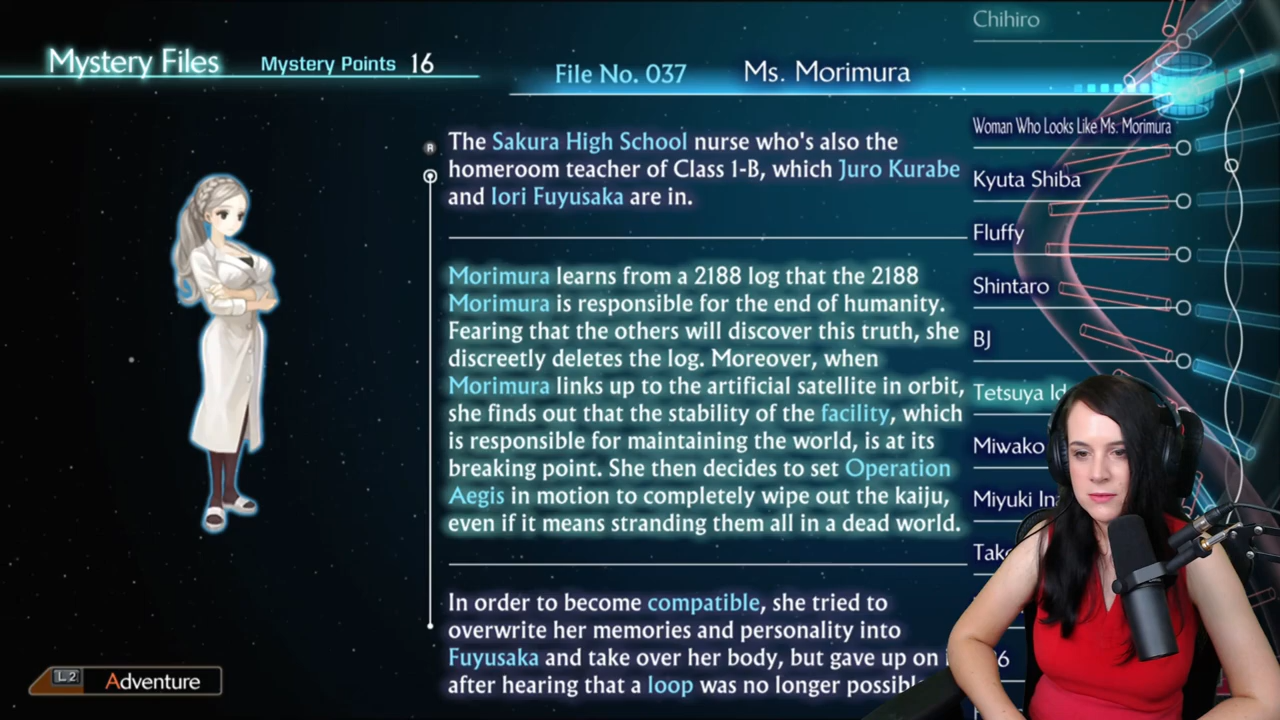 Chihiro
Mystery Files
Mystery Points 16
File No. 037
Ms. Morimura
R
The Sakura High School nurse who's also the
homeroom teacher of Class 1-B, which Juro Kurabe
and Iori Fuyusaka are in.
Morimura learns from a 2188 log that the 2188
Morimura is responsible for the end of humanity.
Fearing that the others will discover this truth, she
discreetly deletes the log. Moreover, when
Morimura links up to the artificial satellite in orbit,
she finds out that the stability of the facility, which
is responsible for maintaining the world, is at its
breaking point. She then decides to set Operation
Aegis in motion to completely wipe out the kaiju,
even if it means stranding them all in a dead world.
In order to become compatible, she tried to
overwrite her memories and personality into
Fuyusaka and take over her body, but gave up on
after hearing that a loop was no longer
Woman Who Looks Like Ms. Morimura
Kyuta Shiba
Fluffy
Shintaro
BJ
Tetsuya
Miwako
Miyuki
L2
Adventure